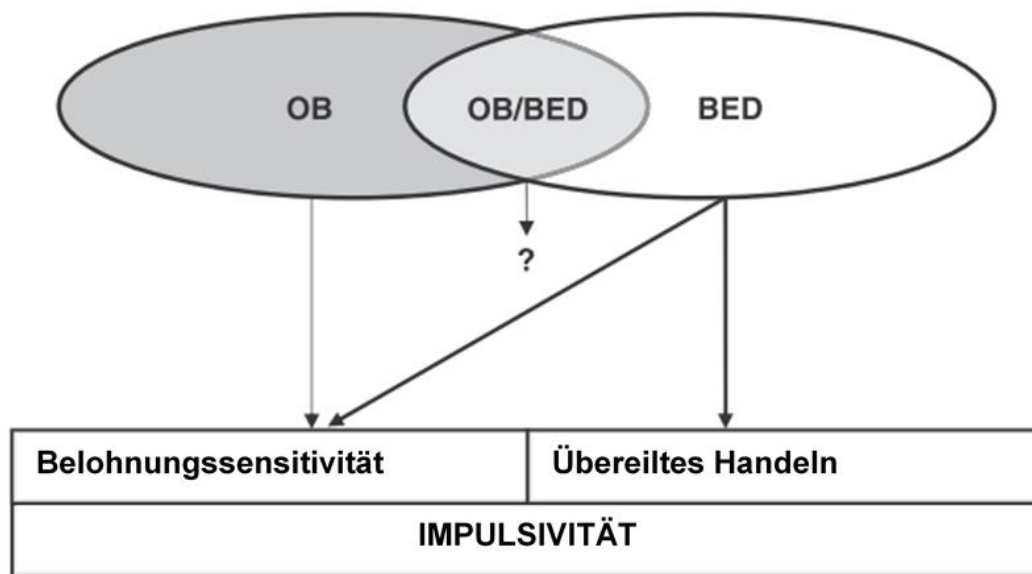 OB
OB/BED
BED
?
Belohnungssensitivität
Übereiltes Handeln
IMPULSIVITÄT